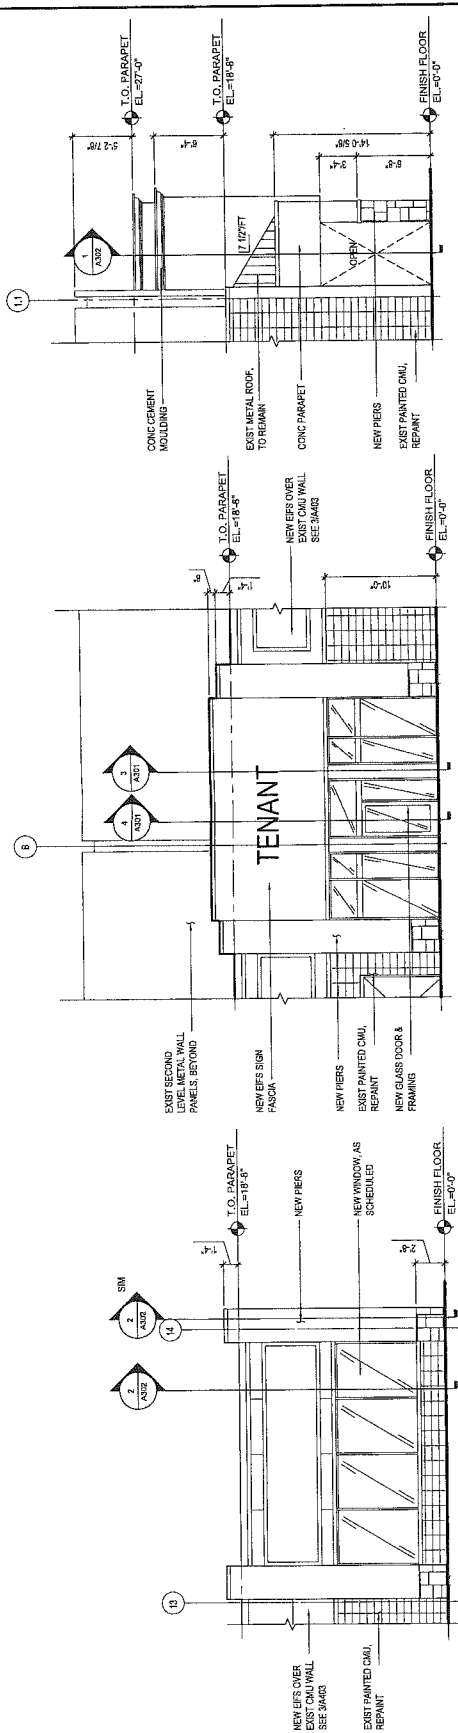 13
2
A302
2
A302
SIM
14
1'-4"
T.O. PARAPET
EL.=18'-8"
NEW PIERS
NEW WINDOW, AS
SCHEDULED
FINISH FLOOR
EL.=0'-0"
2'-8"
NEW EIFS OVER
EXIST CMU WALL
SEE 3/A403
EXIST PAINTED CMU,
REPAINT
B
4
A301
3
A301
EXIST SECOND
LEVEL METAL WALL
PANELS, BEYOND
NEW EIFS SIGN
FASCIA
NEW PIERS
EXIST PAINTED CMU,
REPAINT
NEW GLASS DOOR &
FRAMING
TENANT
8"
1'-4"
T.O. PARAPET
EL.=18'-8"
NEW EIFS OVER
EXIST CMU WALL
SEE 3/A403
10'-0"
FINISH FLOOR
EL.=0'-0"
1.1
1
A302
CONC CEMENT
MOULDING
EXIST METAL ROOF,
TO REMAIN
CONC PARAPET
NEW PIERS
EXIST PAINTED CMU,
REPAINT
7 1/2"/FT
OPEN
5'-2 7/8"
6'-4"
14'-0 5/8"
3'-4"
6'-8"
T.O. PARAPET
EL.=27'-0"
T.O. PARAPET
EL.=18'-8"
FINISH FLOOR
EL.=0'-0"